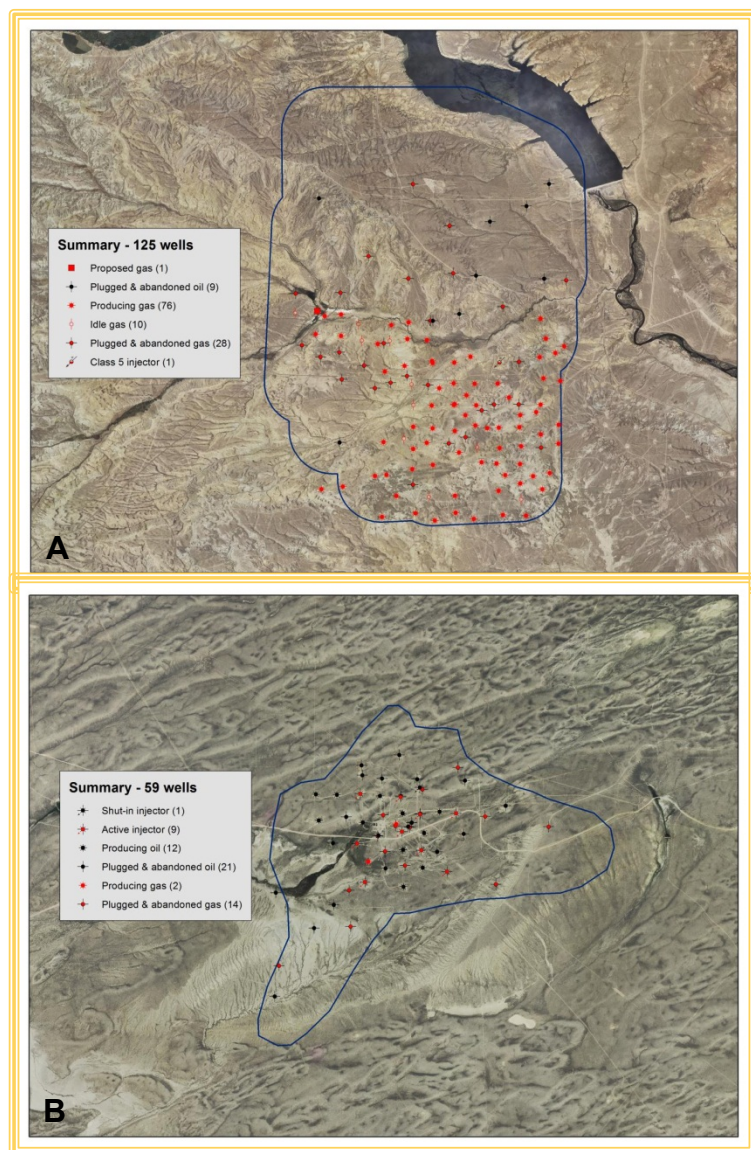 Summary - 125 wells
Proposed gas (1)
Plugged & abandoned oil (9)
Producing gas (76)
Idle gas (10)
Plugged & abandoned gas (28)
Class 5 injector (1)
A
Summary - 59 wells
Shut-in injector (1)
Active injector (9)
Producing oil (12)
Plugged & abandoned oil (21)
Producing gas (2)
Plugged & abandoned gas (14)
B